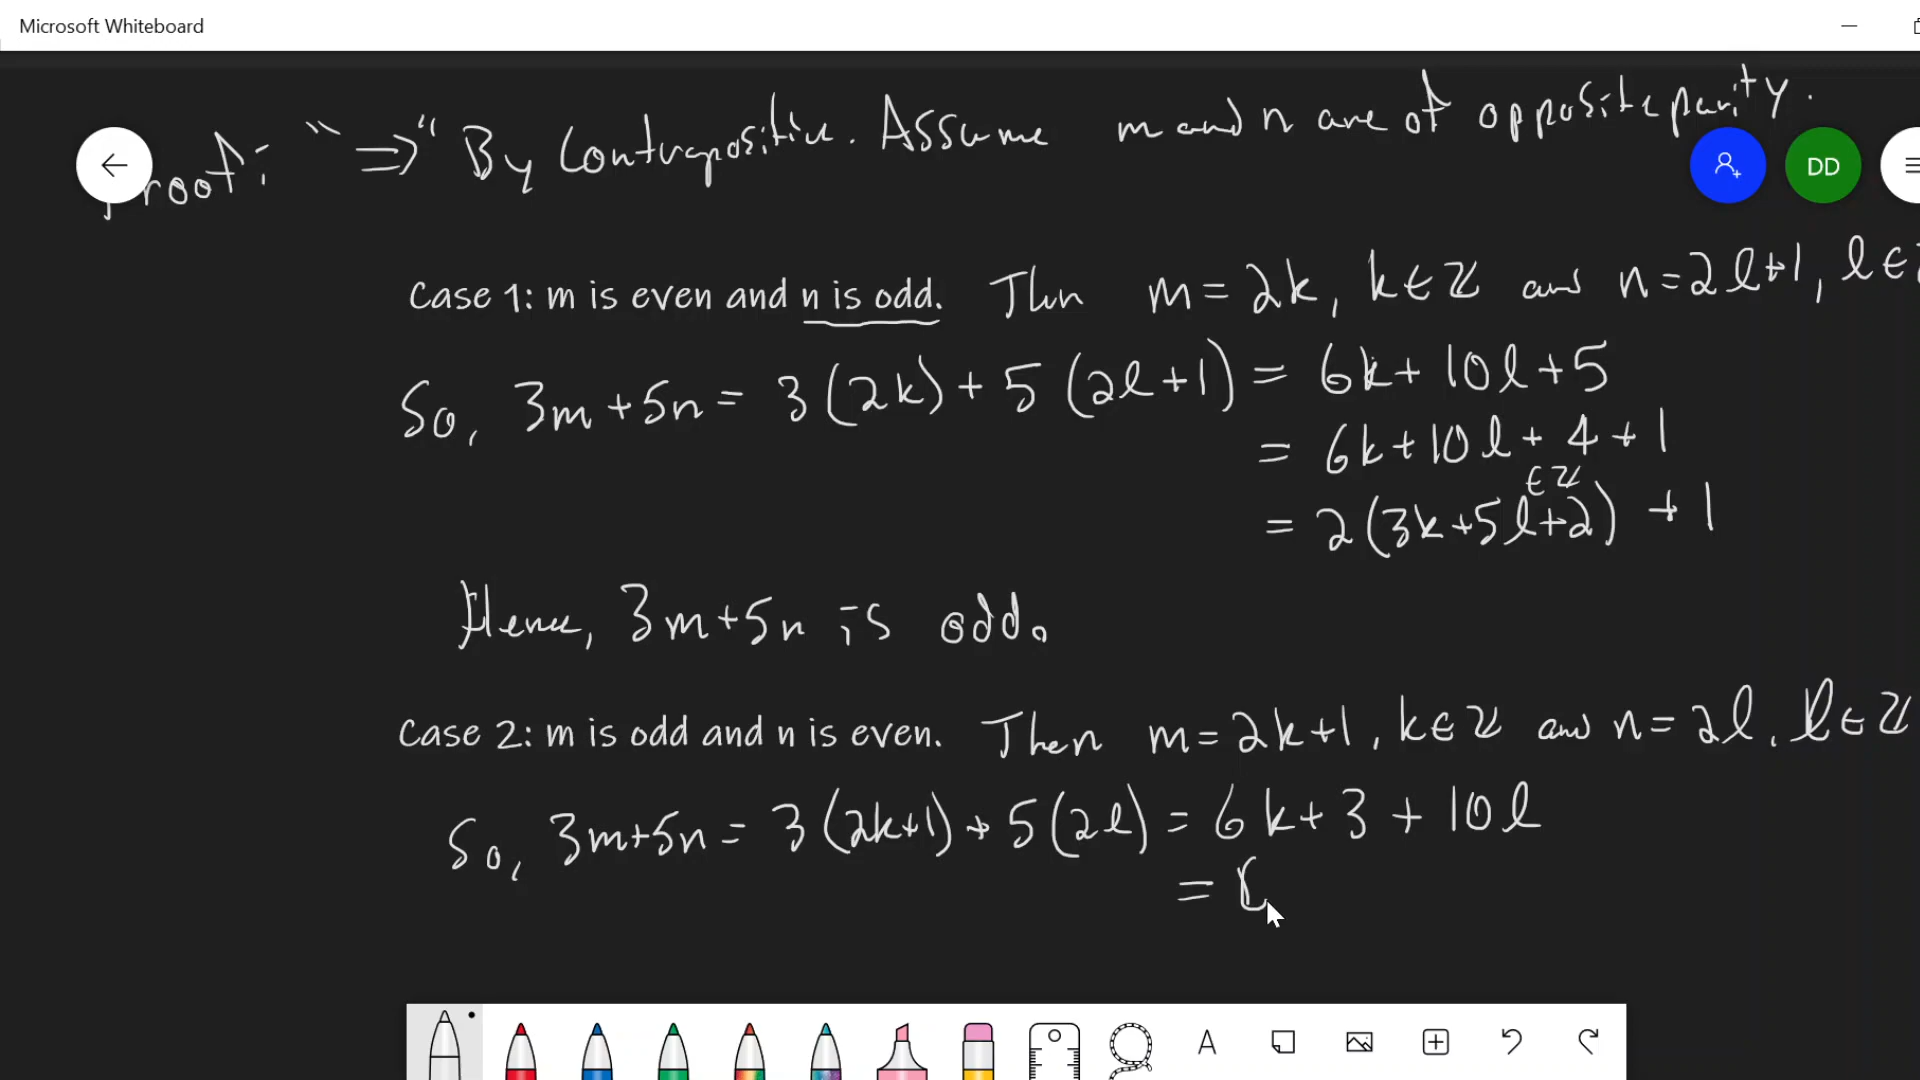 Microsoft Whiteboard
Proof: "⇒" By Contrapositive. Assume m and n are of opposite parity.
DD
Case 1: m is even and n is odd. Then m = 2k, k ∈ ℤ and n = 2l+1, l ∈
So, 3m + 5n = 3(2k) + 5(2l+1) = 6k + 10l + 5
= 6k + 10l + 4 + 1
∈ ℤ
= 2(3k + 5l + 2) + 1
Hence, 3m + 5n is odd.
Case 2: m is odd and n is even. Then m = 2k+1, k ∈ ℤ and n = 2l, l ∈ ℤ
So, 3m + 5n = 3(2k+1) + 5(2l) = 6k + 3 + 10l
=
A